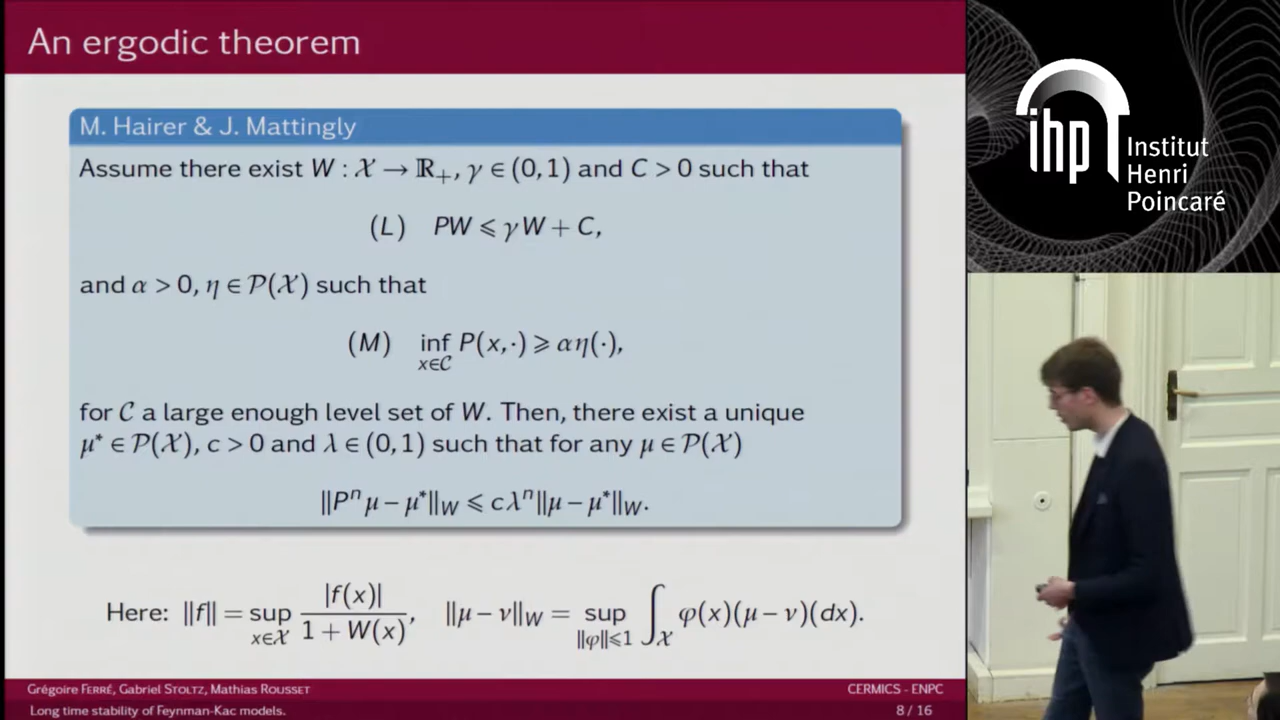 An ergodic theorem
M. Hairer & J. Mattingly
Assume there exist W : 𝒳 → ℝ₊, γ ∈ (0, 1) and C > 0 such that
(L) PW ⩽ γW + C,
and α > 0, η ∈ 𝒫(𝒳) such that
(M) inf_{x∈𝒞} P(x, ·) ⩾ αη(·),
for 𝒞 a large enough level set of W. Then, there exist a unique
μ* ∈ 𝒫(𝒳), c > 0 and λ ∈ (0, 1) such that for any μ ∈ 𝒫(𝒳)
‖Pⁿμ − μ*‖_W ⩽ cλⁿ‖μ − μ*‖_W.
Here: ‖f‖ = sup_{x∈𝒳} |f(x)| / (1 + W(x)), ‖μ − ν‖_W = sup_{‖φ‖⩽1} ∫_𝒳 φ(x)(μ − ν)(dx).
Grégoire FERRÉ, Gabriel STOLTZ, Mathias ROUSSET CERMICS - ENPC
Long time stability of Feynman-Kac models. 8 / 16
ihp
Institut
Henri
Poincaré